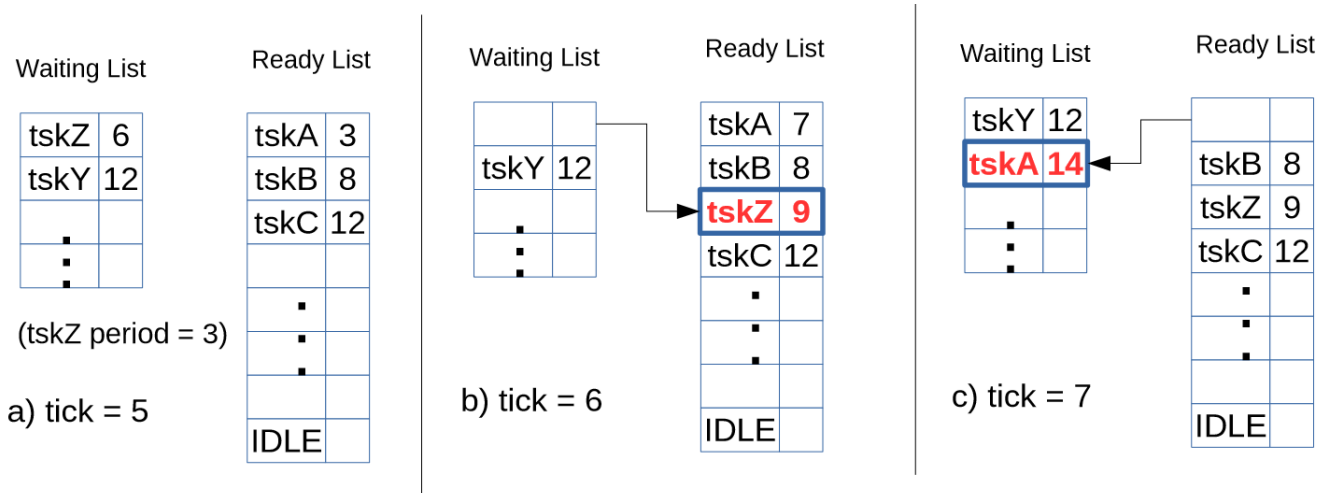 Waiting List
Ready List
tskZ 6
tskY 12
tskA 3
tskB 8
tskC 12
IDLE
(tskZ period = 3)
a) tick = 5
Waiting List
Ready List
tskY 12
tskA 7
tskB 8
tskZ 9
tskC 12
IDLE
b) tick = 6
Waiting List
Ready List
tskY 12
tskA 14
tskB 8
tskZ 9
tskC 12
IDLE
c) tick = 7